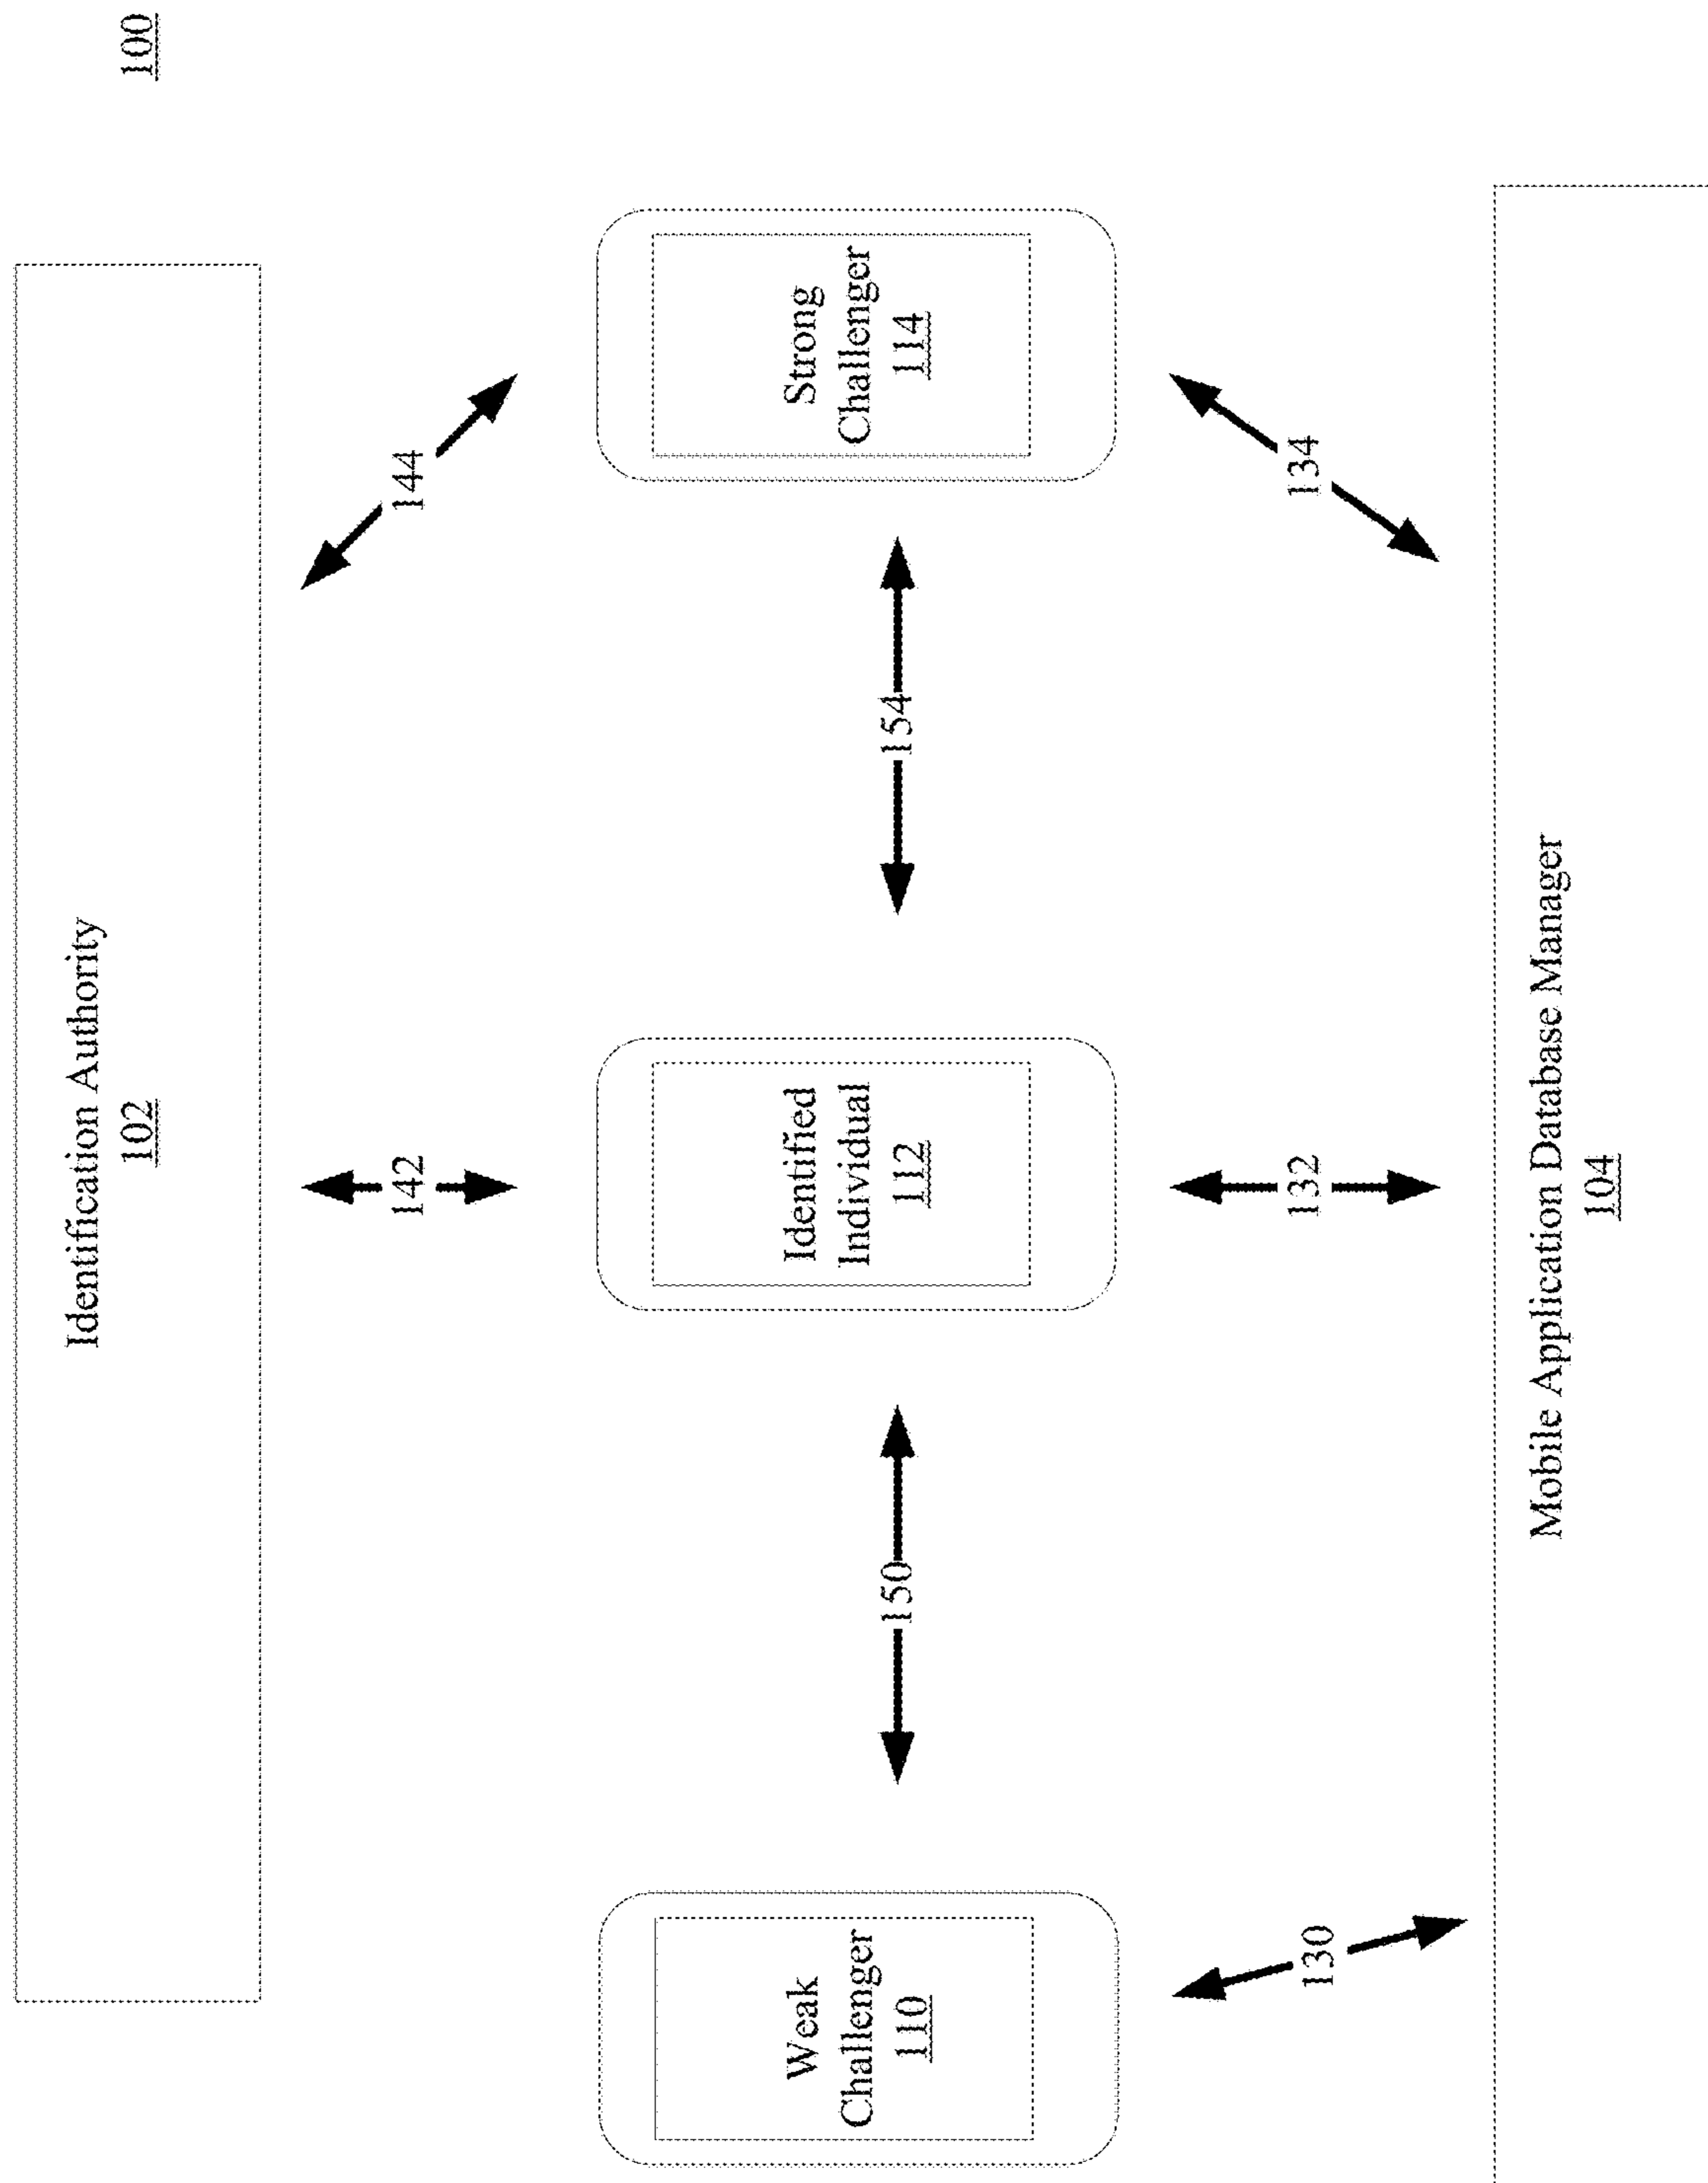 100
Identification Authority
102
142
144
Weak
Challenger
110
150
Identified
Individual
112
154
Strong
Challenger
114
130
132
134
Mobile Application Database Manager
104